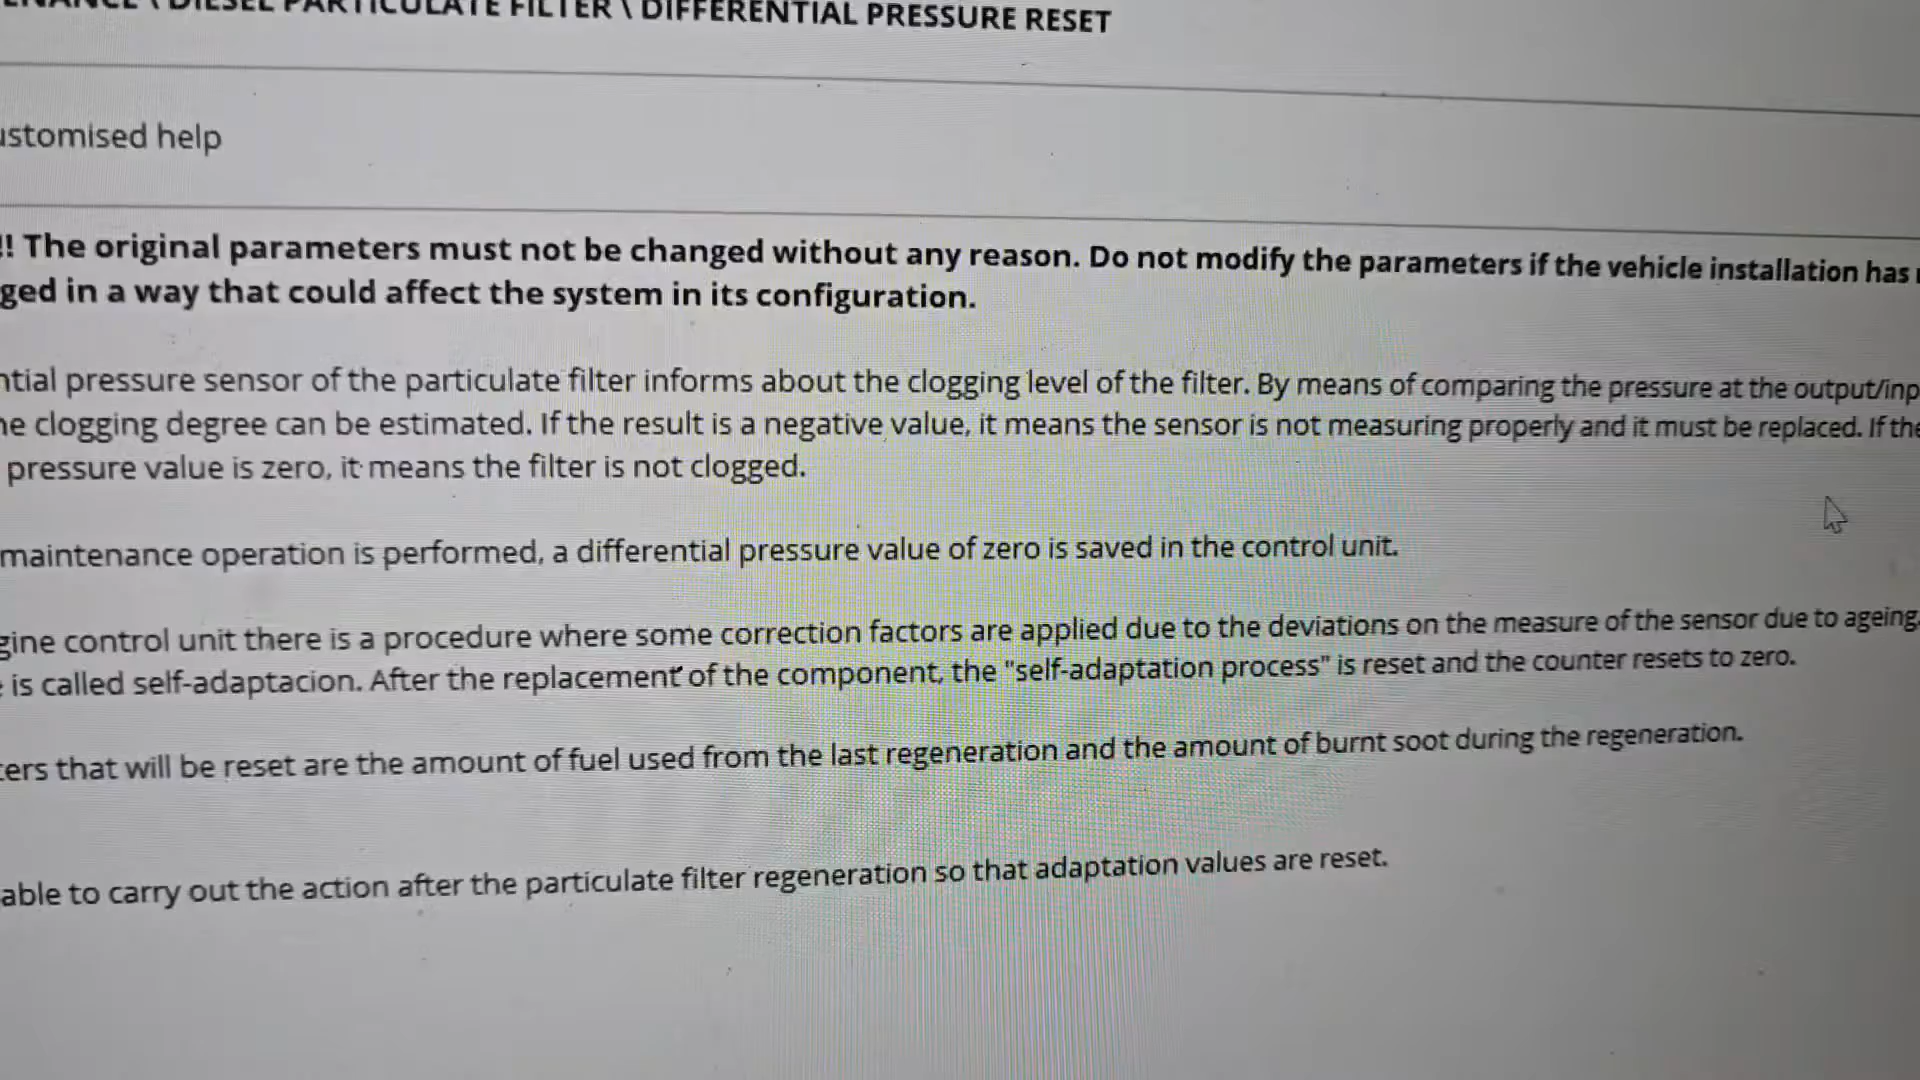 DIESEL PARTICULATE FILTER \ DIFFERENTIAL PRESSURE RESET
help
!! The original parameters must not be changed without any reason. Do not modify the parameters if the vehicle installation has
in a way that could affect the system in its configuration.
pressure sensor of the particulate filter informs about the clogging level of the filter. By means of comparing the pressure at the
clogging degree can be estimated. If the result is a negative value, it means the sensor is not measuring properly and it must be replaced. If the
pressure value is zero, it means the filter is not clogged.
maintenance operation is performed, a differential pressure value of zero is saved in the control unit.
control unit there is a procedure where some correction factors are applied due to the deviations on the measure of the sensor due to ageing.
is called self-adaptacion. After the replacement of the component, the "self-adaptation process" is reset and the counter resets to zero.
that will be reset are the amount of fuel used from the last regeneration and the amount of burnt soot during the regeneration.
able to carry out the action after the particulate filter regeneration so that adaptation values are reset.